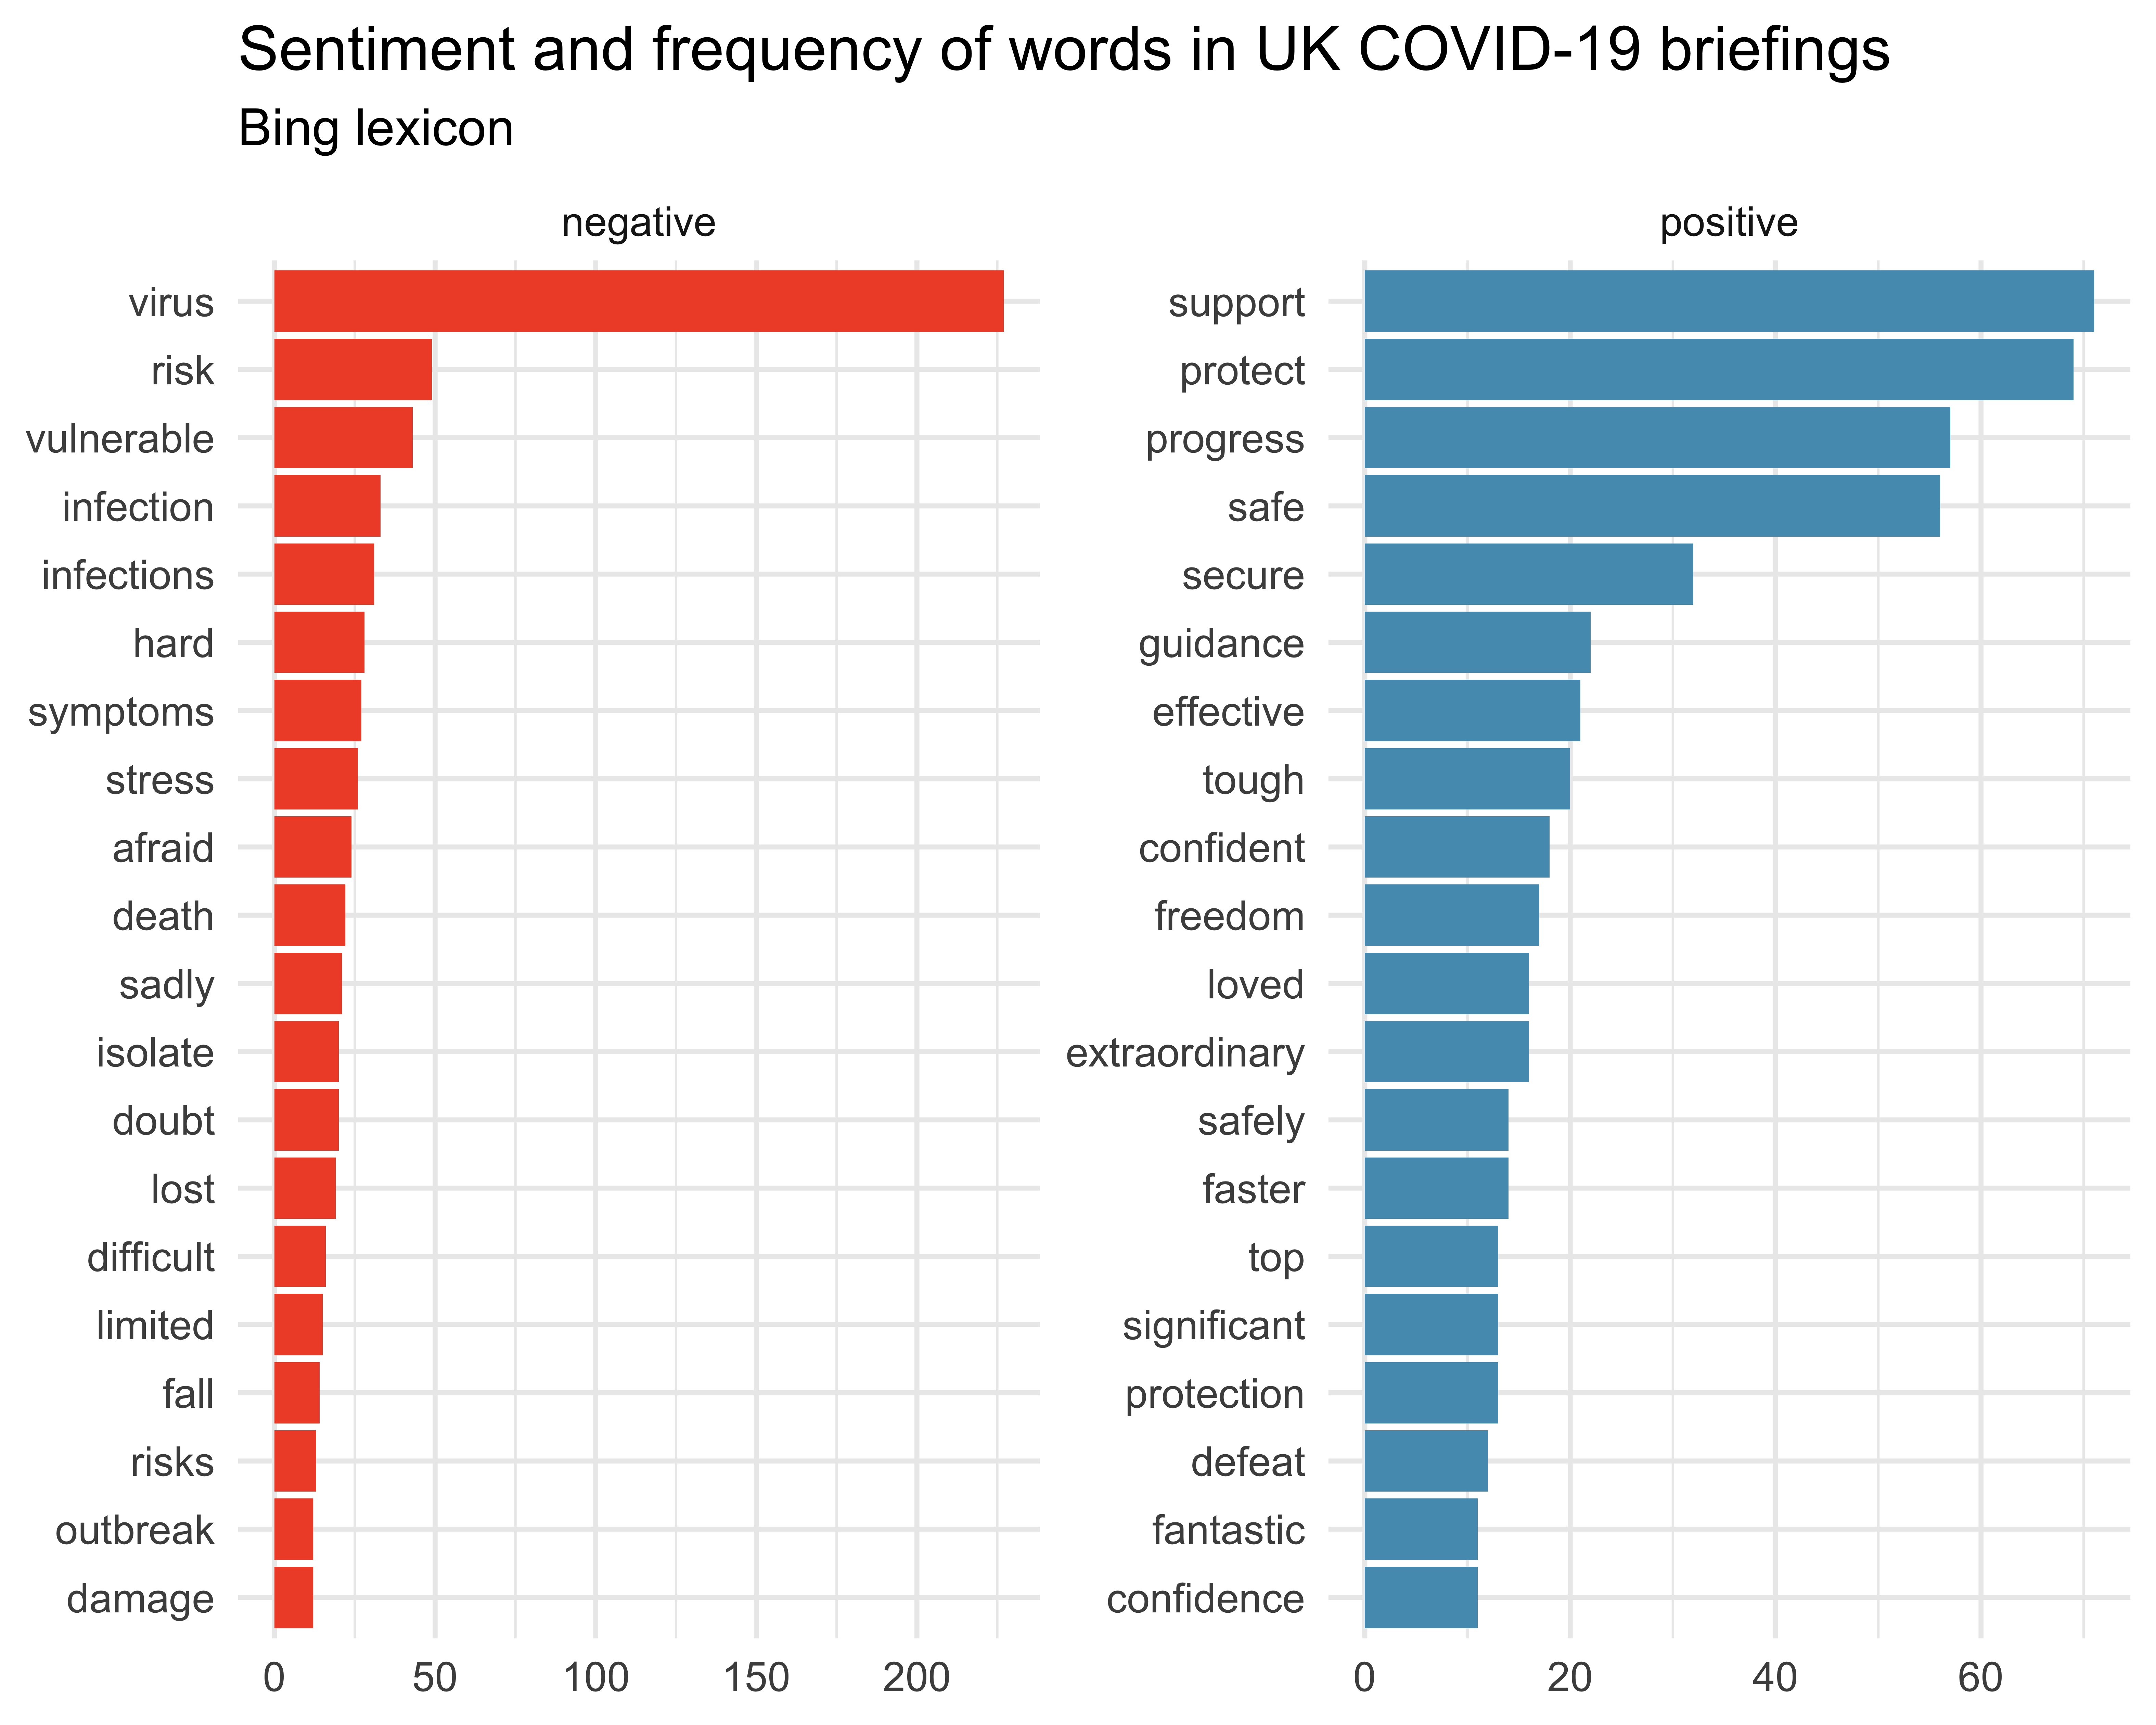 Sentiment and frequency of words in UK COVID-19 briefings
Bing lexicon
negative
virus
risk
vulnerable
infection
infections
hard
symptoms
stress
afraid
death
sadly
isolate
doubt
lost
difficult
limited
fall
risks
outbreak
damage
0 50 100 150 200
positive
support
protect
progress
safe
secure
guidance
effective
tough
confident
freedom
loved
extraordinary
safely
faster
top
significant
protection
defeat
fantastic
confidence
0 20 40 60